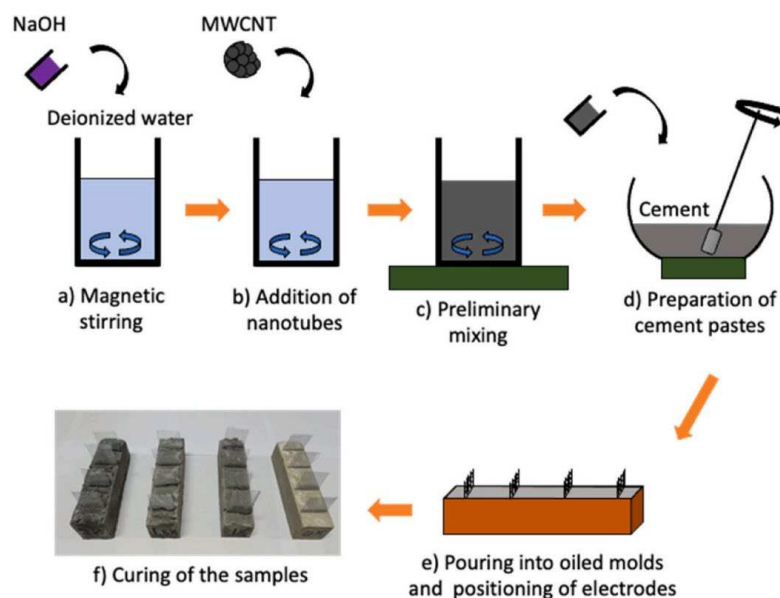 NaOH
MWCNT
Deionized water
Cement
a) Magnetic
stirring
b) Addition of
nanotubes
c) Preliminary
mixing
d) Preparation of
cement pastes
e) Pouring into oiled molds
and positioning of electrodes
f) Curing of the samples